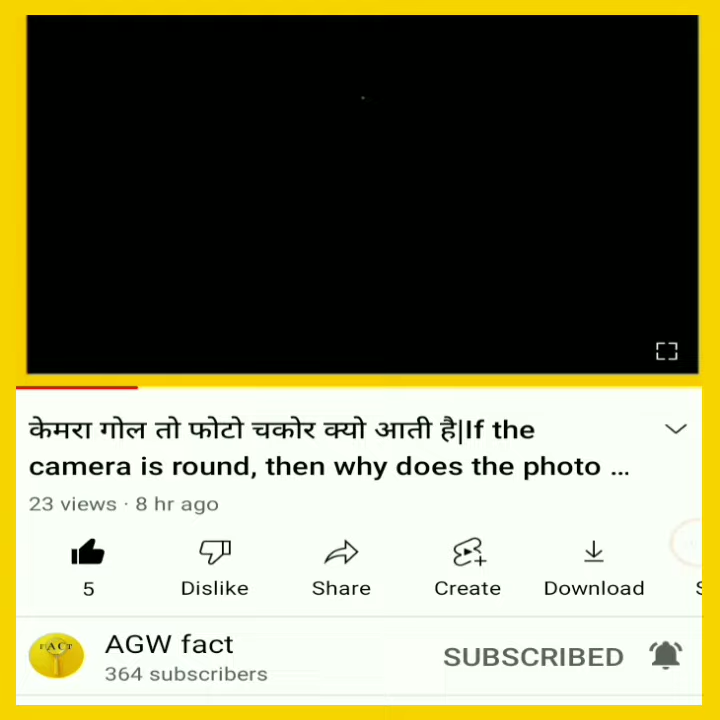 केमरा गोल तो फोटो चकोर क्यो आती है|If the
camera is round, then why does the photo ...
23 views · 8 hr ago
5 Dislike Share Create Download S
FACT
AGW fact
364 subscribers
SUBSCRIBED